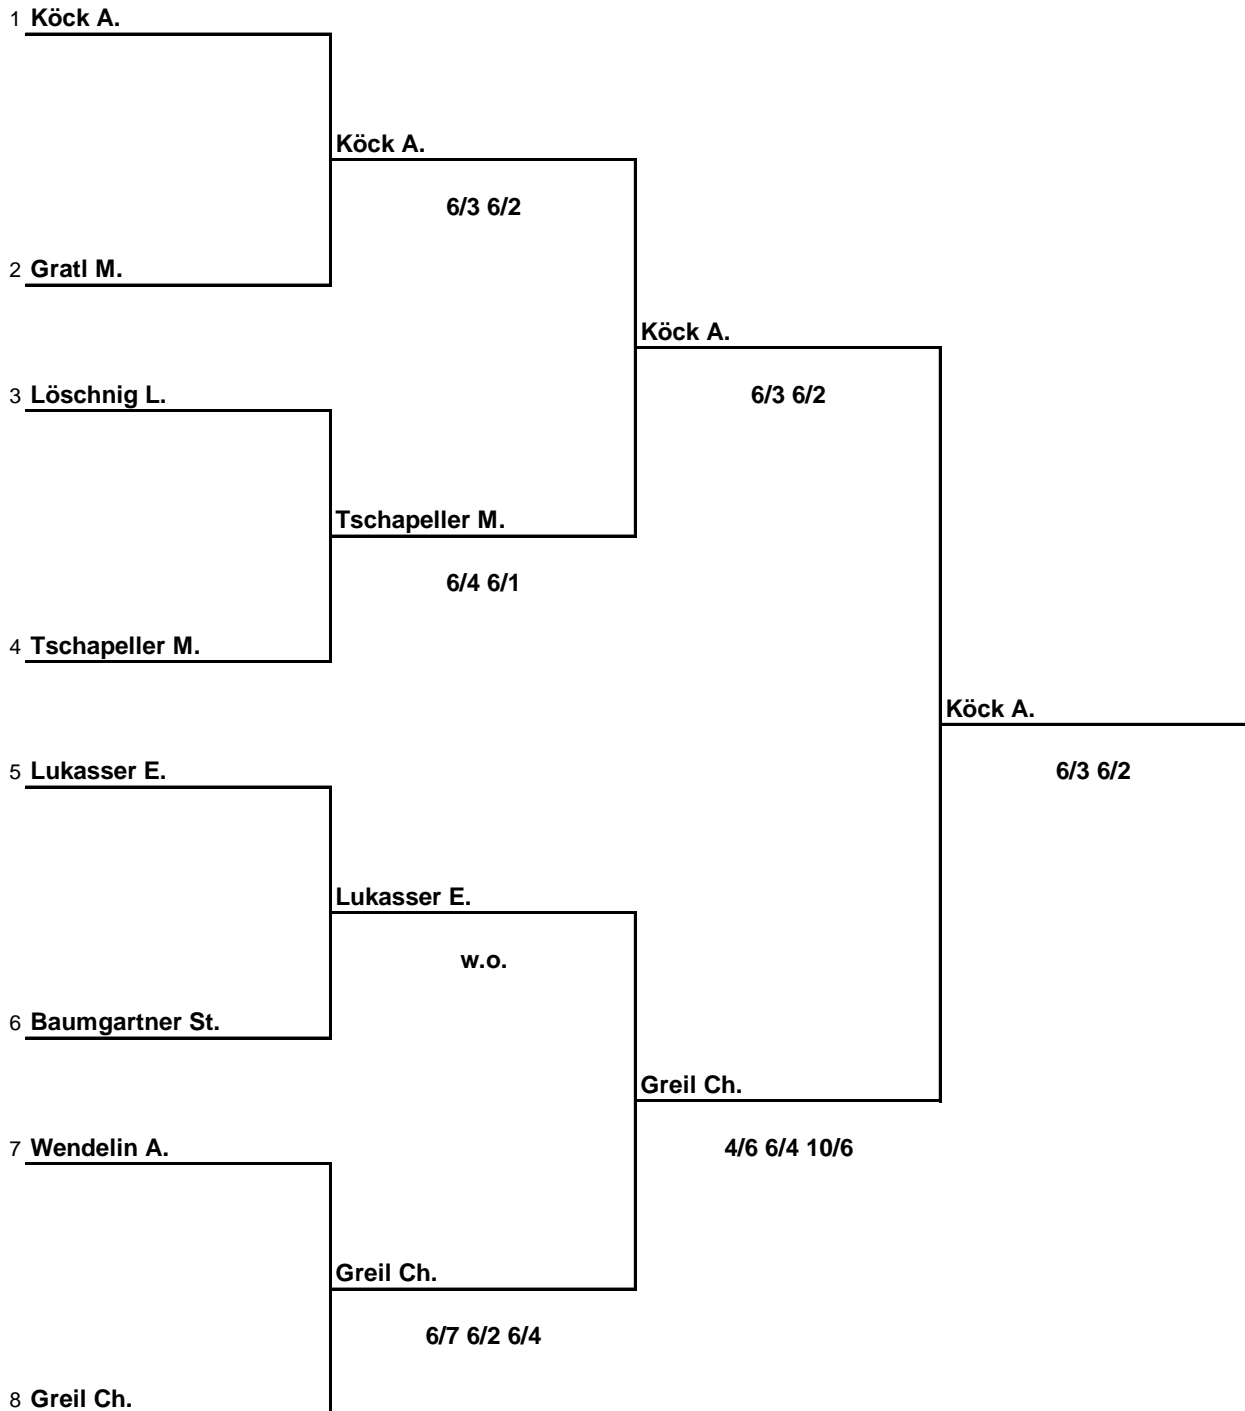 1 Köck A.
Köck A.
6/3 6/2
2 Gratl M.
Köck A.
3 Löschnig L.
6/3 6/2
Tschapeller M.
6/4 6/1
4 Tschapeller M.
Köck A.
5 Lukasser E.
6/3 6/2
Lukasser E.
w.o.
6 Baumgartner St.
Greil Ch.
7 Wendelin A.
4/6 6/4 10/6
Greil Ch.
6/7 6/2 6/4
8 Greil Ch.